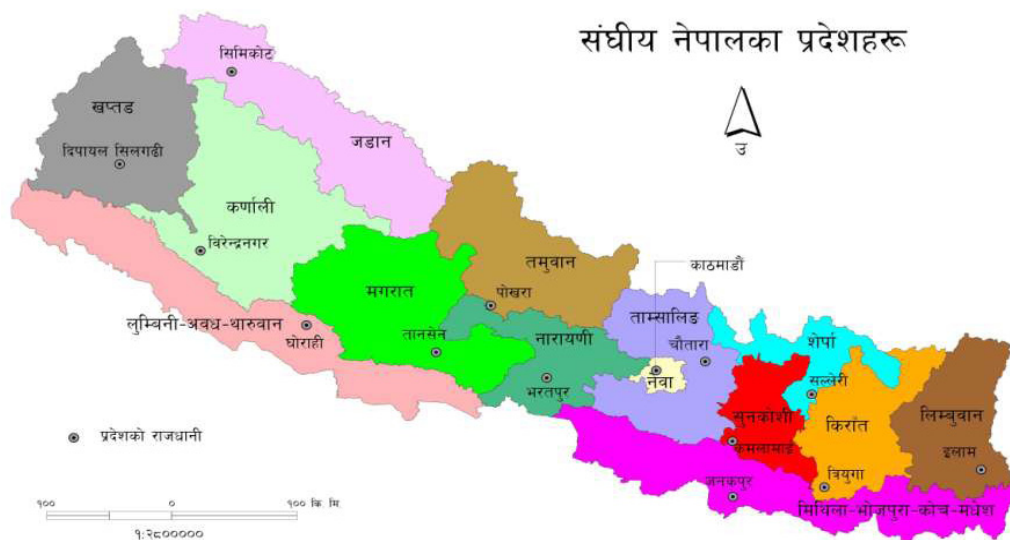 संघीय नेपालका प्रदेशहरू
उ
सिमिकोट
खप्तड
जडान
दिपायल सिलगढी
कर्णाली
विरेन्द्रनगर
तमुवान
काठमाडौं
मगरात
पोखरा
ताम्सालिङ
लुम्बिनी-अवध-थारुवान
घोराही
तानसेन
नारायणी
चौतारा
शेर्पा
नेवा
भरतपुर
सल्लेरी
सुनकोशी
किराँत
लिम्बुवान
प्रदेशको राजधानी
कमलामाई
इलाम
जनकपुर
त्रियुगा
मिथिला-भोजपुरा-कोच-मधेश
१०० ० १०० कि. मि.
१:२८०००००